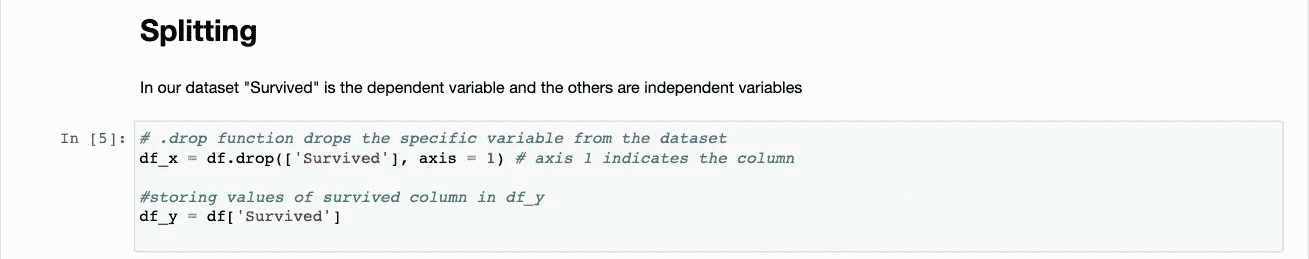 Splitting
In our dataset "Survived" is the dependent variable and the others are independent variables
In [5]: # .drop function drops the specific variable from the dataset
df_x = df.drop(['Survived'], axis = 1) # axis 1 indicates the column
#storing values of survived column in df_y
df_y = df['Survived']